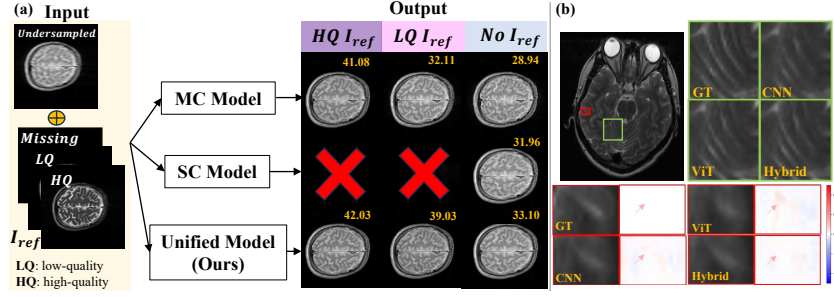 (a)
Input
Undersampled
Missing
LQ
HQ
I_ref
LQ: low-quality
HQ: high-quality
MC Model
SC Model
Unified Model
(Ours)
Output
HQ I_ref
LQ I_ref
No I_ref
41.08
32.11
28.94
31.96
42.03
39.03
33.10
(b)
GT
CNN
ViT
Hybrid
GT
ViT
CNN
Hybrid